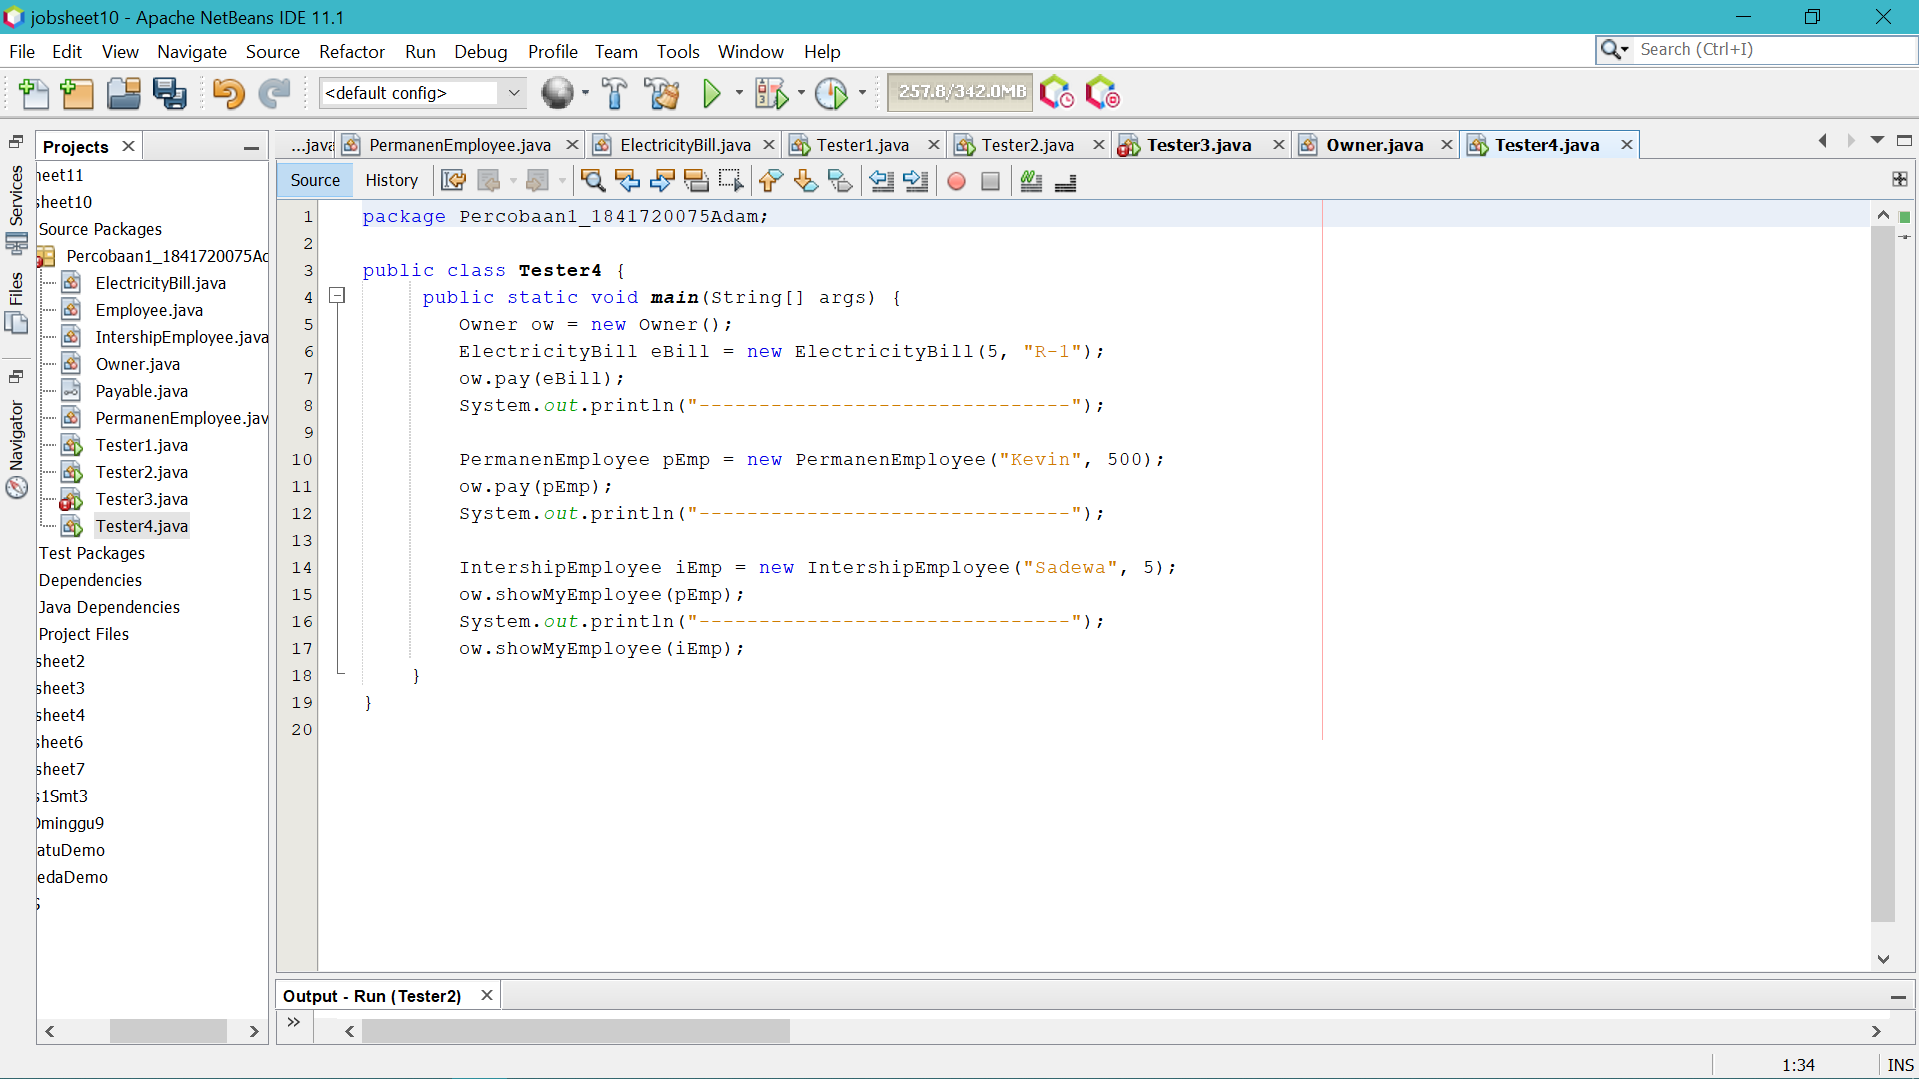 jobsheet10 - Apache NetBeans IDE 11.1
File Edit View Navigate Source Refactor Run Debug Profile Team Tools Window Help
Search (Ctrl+I)
<default config>
257.8/342.0MB
Services
Files
Navigator
Projects
heet11
sheet10
Source Packages
Percobaan1_1841720075Ad
ElectricityBill.java
Employee.java
IntershipEmployee.java
Owner.java
Payable.java
PermanenEmployee.jav
Tester1.java
Tester2.java
Tester3.java
Tester4.java
Test Packages
Dependencies
Java Dependencies
Project Files
sheet2
sheet3
sheet4
sheet6
sheet7
s1Smt3
Ominggu9
atuDemo
edaDemo
...java PermanenEmployee.java ElectricityBill.java Tester1.java Tester2.java Tester3.java Owner.java Tester4.java
Source History
1 package Percobaan1_1841720075Adam;
2
3 public class Tester4 {
4 public static void main(String[] args) {
5 Owner ow = new Owner();
6 ElectricityBill eBill = new ElectricityBill(5, "R-1");
7 ow.pay(eBill);
8 System.out.println("-------------------------------");
9
10 PermanenEmployee pEmp = new PermanenEmployee("Kevin", 500);
11 ow.pay(pEmp);
12 System.out.println("-------------------------------");
13
14 IntershipEmployee iEmp = new IntershipEmployee("Sadewa", 5);
15 ow.showMyEmployee(pEmp);
16 System.out.println("-------------------------------");
17 ow.showMyEmployee(iEmp);
18 }
19 }
20
Output - Run (Tester2)
1:34 INS